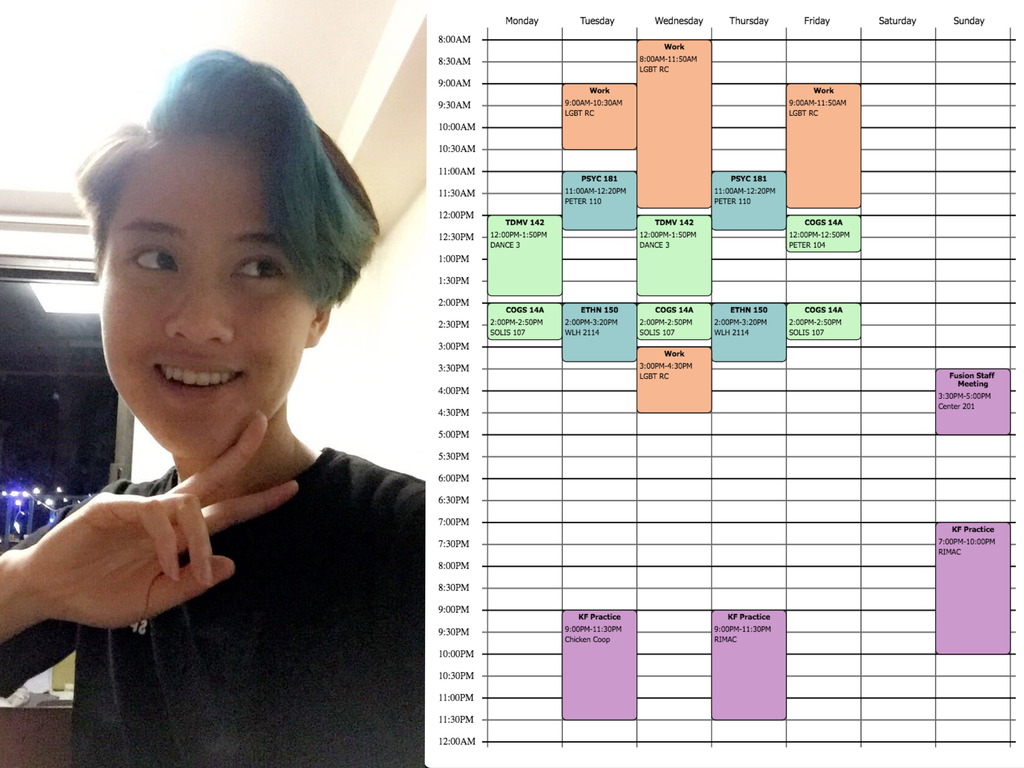 Monday Tuesday Wednesday Thursday Friday Saturday Sunday
8:00AM
8:30AM
9:00AM
9:30AM
10:00AM
10:30AM
11:00AM
11:30AM
12:00PM
12:30PM
1:00PM
1:30PM
2:00PM
2:30PM
3:00PM
3:30PM
4:00PM
4:30PM
5:00PM
5:30PM
6:00PM
6:30PM
7:00PM
7:30PM
8:00PM
8:30PM
9:00PM
9:30PM
10:00PM
10:30PM
11:00PM
11:30PM
12:00AM
TDMV 142
12:00PM-1:50PM
DANCE 3
COGS 14A
2:00PM-2:50PM
SOLIS 107
Work
9:00AM-10:30AM
LGBT RC
PSYC 181
11:00AM-12:20PM
PETER 110
ETHN 150
2:00PM-3:20PM
WLH 2114
KF Practice
9:00PM-11:30PM
Chicken Coop
Work
8:00AM-11:50AM
LGBT RC
TDMV 142
12:00PM-1:50PM
DANCE 3
COGS 14A
2:00PM-2:50PM
SOLIS 107
Work
3:00PM-4:30PM
LGBT RC
PSYC 181
11:00AM-12:20PM
PETER 110
ETHN 150
2:00PM-3:20PM
WLH 2114
KF Practice
9:00PM-11:30PM
RIMAC
Work
9:00AM-11:50AM
LGBT RC
COGS 14A
12:00PM-12:50PM
PETER 104
COGS 14A
2:00PM-2:50PM
SOLIS 107
Fusion Staff
Meeting
3:30PM-5:00PM
Center 201
KF Practice
7:00PM-10:00PM
RIMAC